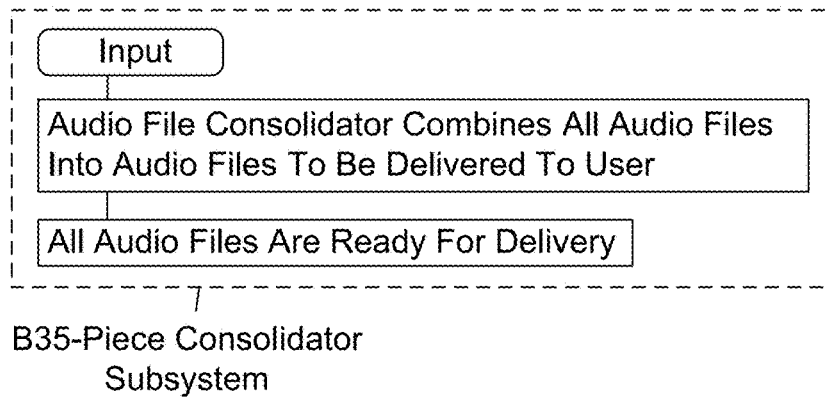 Input
Audio File Consolidator Combines All Audio Files
Into Audio Files To Be Delivered To User
All Audio Files Are Ready For Delivery
B35-Piece Consolidator
Subsystem